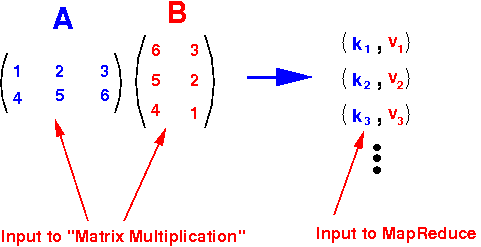 A B
1 2 3
4 5 6
6 3
5 2
4 1
(k1, v1)
(k2, v2)
(k3, v3)
Input to "Matrix Multiplication"
Input to MapReduce